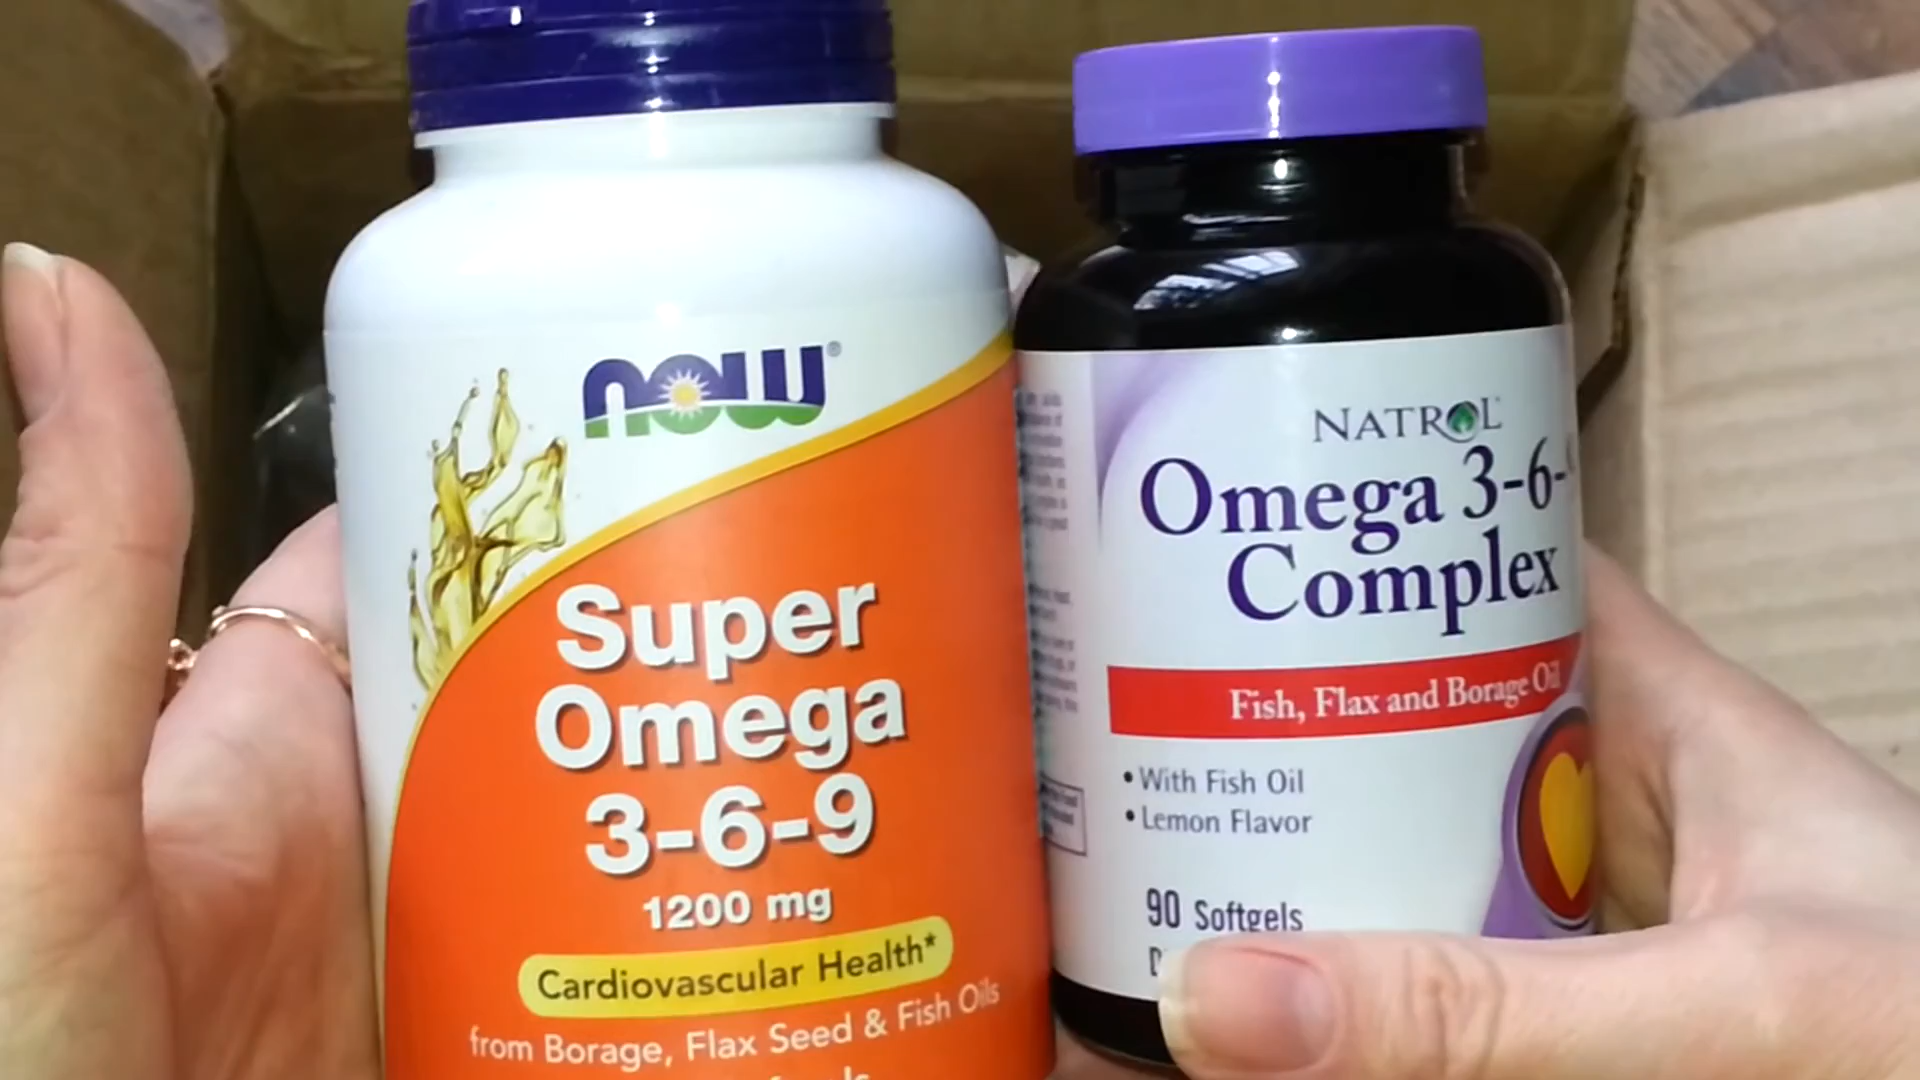 now®
Super
Omega
3-6-9
1200 mg
Cardiovascular Health*
from Borage, Flax Seed & Fish Oils
NATROL
Omega 3-6-
Complex
Fish, Flax and Borage Oil
• With Fish Oil
• Lemon Flavor
90 Softgels